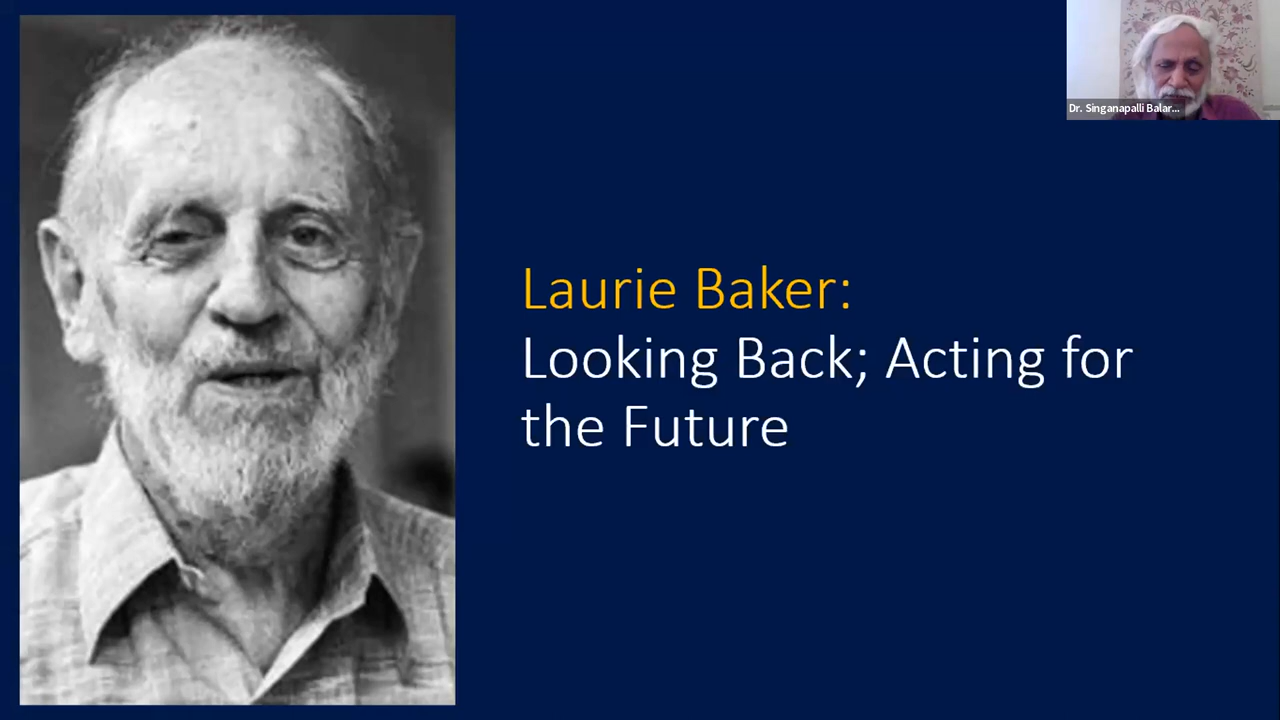 Dr. Singanapalli Balar...
Laurie Baker:
Looking Back; Acting for
the Future